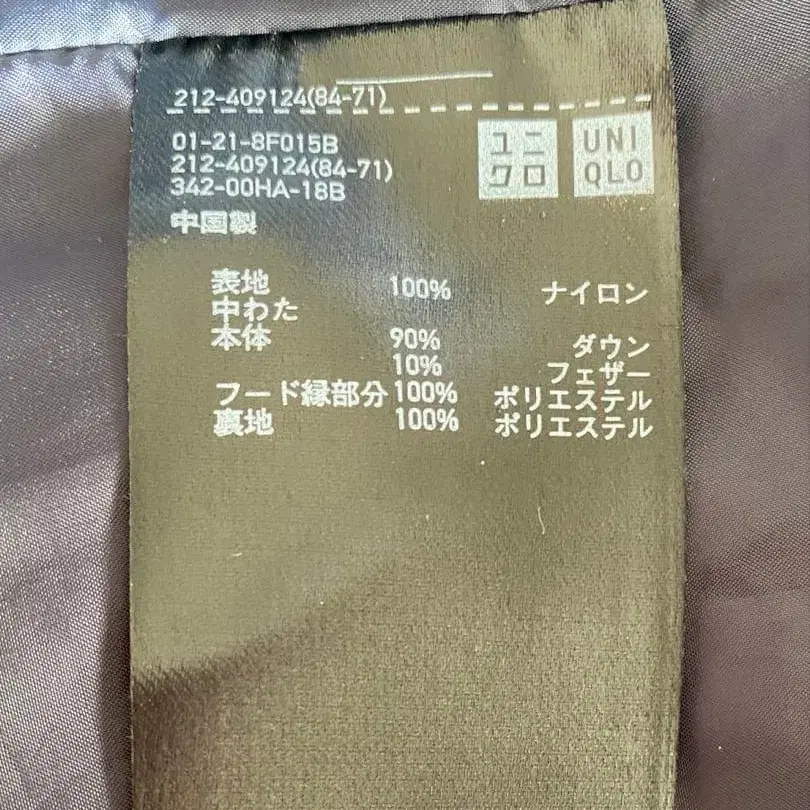 212-409124(84-71)
01-21-8F015B
212-409124(84-71)
342-00HA-18B
中国製
ユニ
クロ
UNI
QLO
表地 100% ナイロン
中わた
本体 90% ダウン
10% フェザー
フード縁部分 100% ポリエステル
裏地 100% ポリエステル